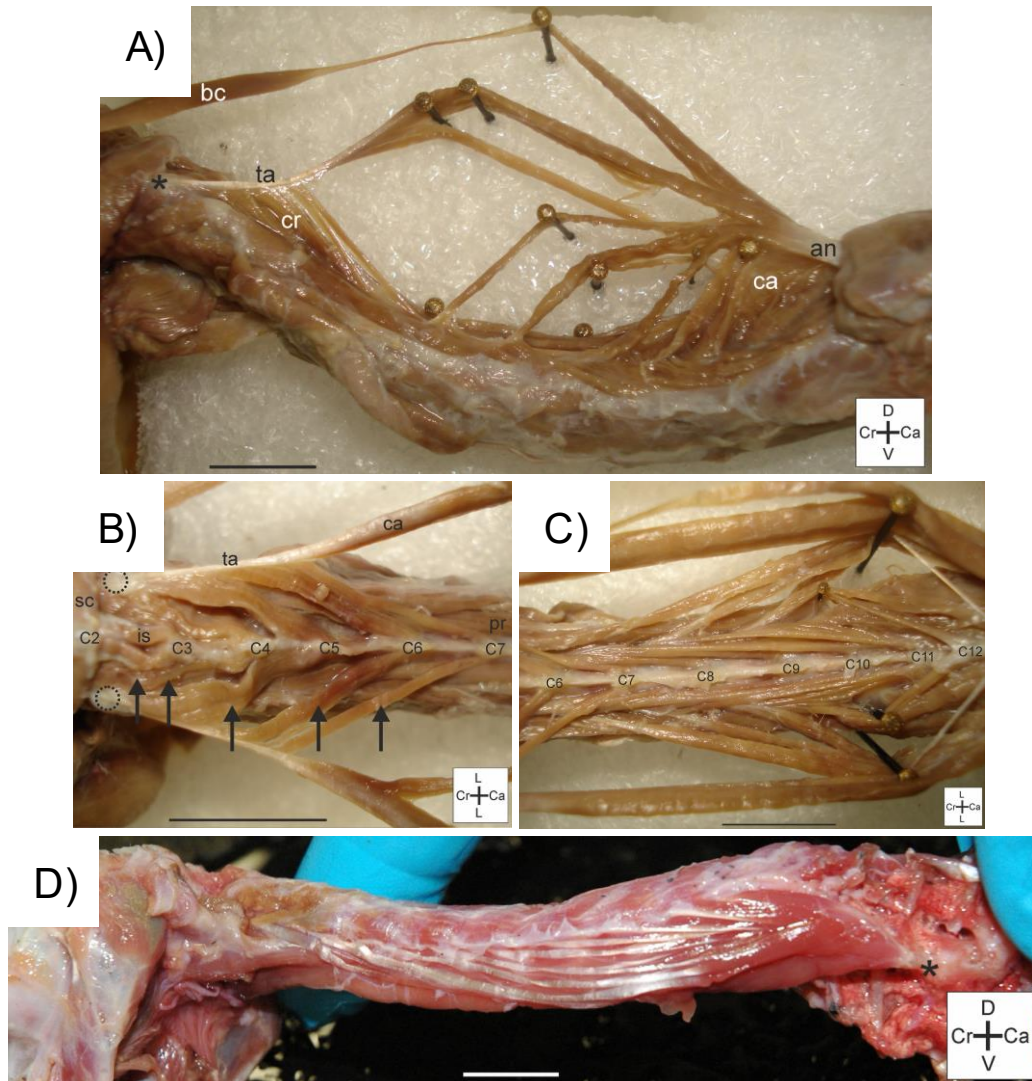 A)
bc
*
ta
cr
an
ca
D
Cr Ca
V
B)
ca
ta
sc
C2 is C3 C4 C5 C6 pr C7
L
Cr Ca
L
C)
C6 C7 C8 C9 C10 C11 C12
L
Cr Ca
L
D)
*
D
Cr Ca
V